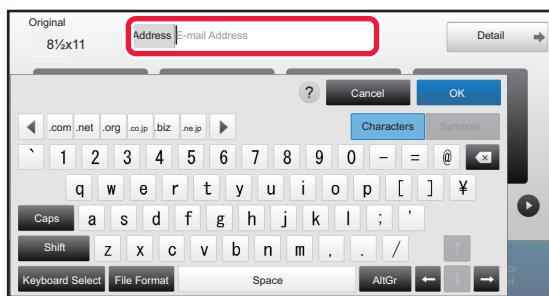 Original
8½x11
Address E-mail Address
Detail
? Cancel OK
.com .net .org .co.jp .biz .ne.jp
Characters Symbols
` 1 2 3 4 5 6 7 8 9 0 - = @
q w e r t y u i o p [ ] ¥
Caps a s d f g h j k l ; '
Shift z x c v b n m , . /
Keyboard Select File Format Space AltGr